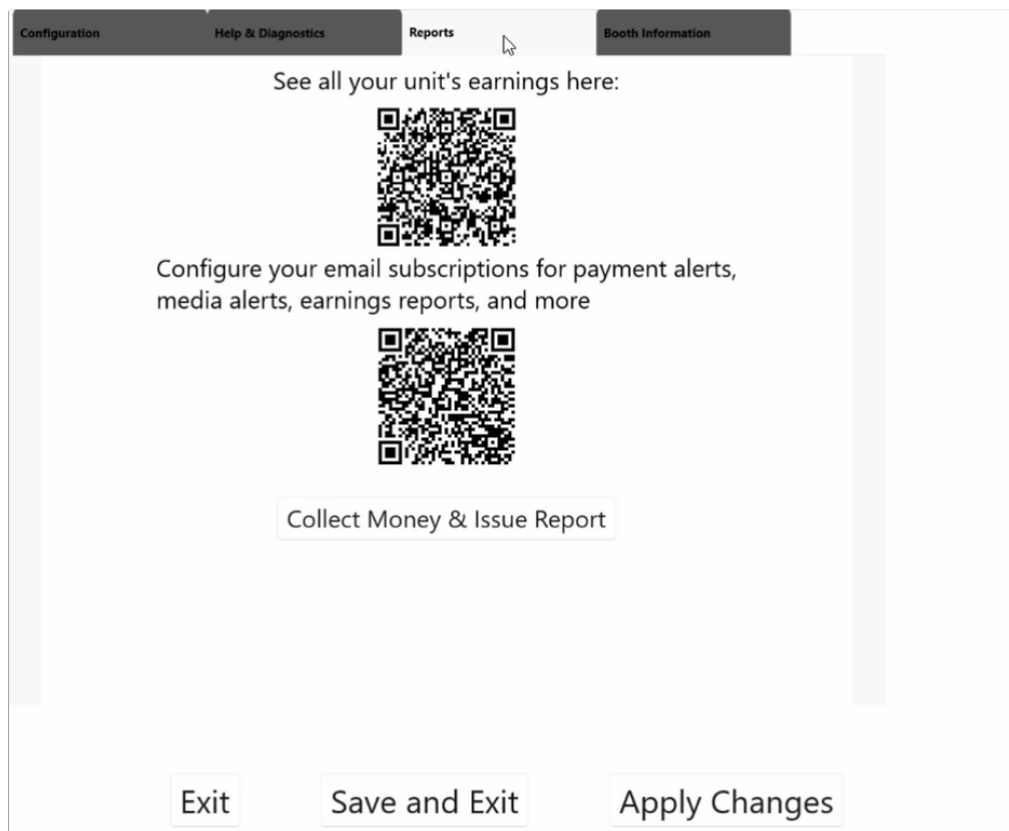 Configuration
Help & Diagnostics
Reports
Booth Information
See all your unit's earnings here:
Configure your email subscriptions for payment alerts,
media alerts, earnings reports, and more
Collect Money & Issue Report
Exit
Save and Exit
Apply Changes